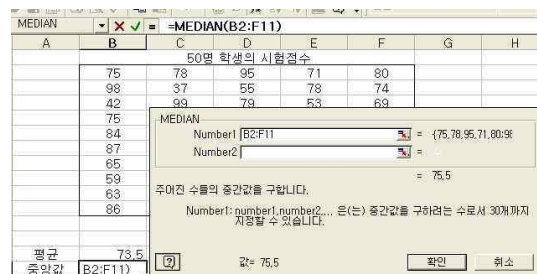 MEDIAN = =MEDIAN(B2:F11)
A B C D E F G H
50명 학생의 시험점수
75 78 95 71 80
98 37 55 78 74
42 99 79 53 69
75
84
87
65
59
63
86
MEDIAN
Number1 B2:F11 = {75,78,95,71,80;98
Number2 =
= 75,5
주어진 수들의 중간값을 구합니다.
Number1: number1,number2,... 은(는) 중간값을 구하려는 수로서 30개까지
지정할 수 있습니다.
값= 75,5
확인 취소
평균 73,5
중앙값 B2:F11)